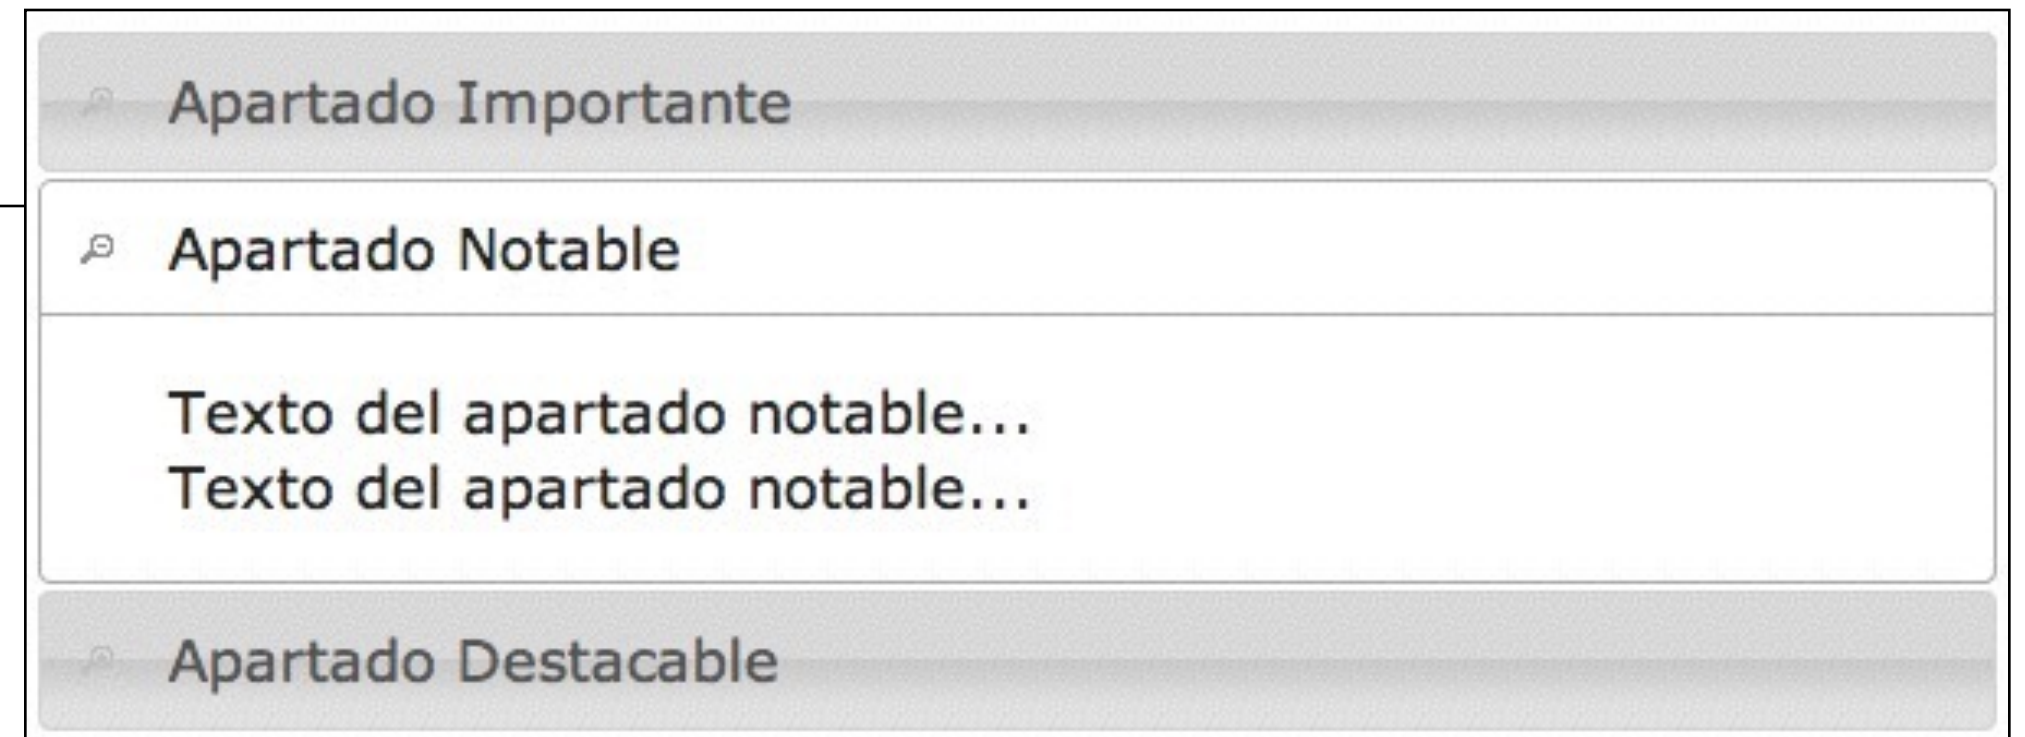 Apartado Importante
Apartado Notable
Texto del apartado notable...
Texto del apartado notable...
Apartado Destacable